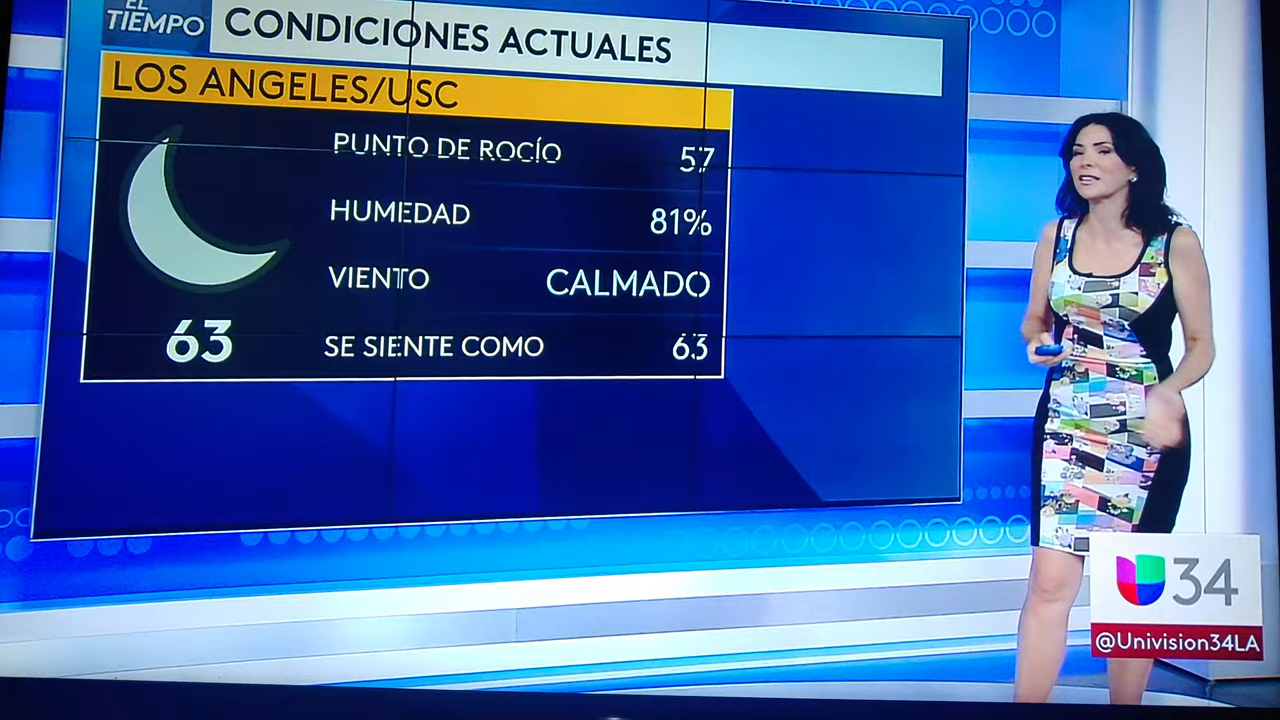 EL
TIEMPO
CONDICIONES ACTUALES
LOS ANGELES/USC
PUNTO DE ROCÍO 57
HUMEDAD 81%
VIENTO CALMADO
63
SE SIENTE COMO 63
34
@Univision34LA